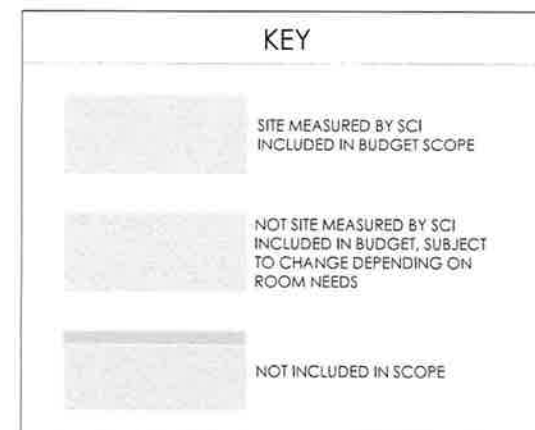 KEY
SITE MEASURED BY SCI
INCLUDED IN BUDGET SCOPE
NOT SITE MEASURED BY SCI
INCLUDED IN BUDGET, SUBJECT
TO CHANGE DEPENDING ON
ROOM NEEDS
NOT INCLUDED IN SCOPE